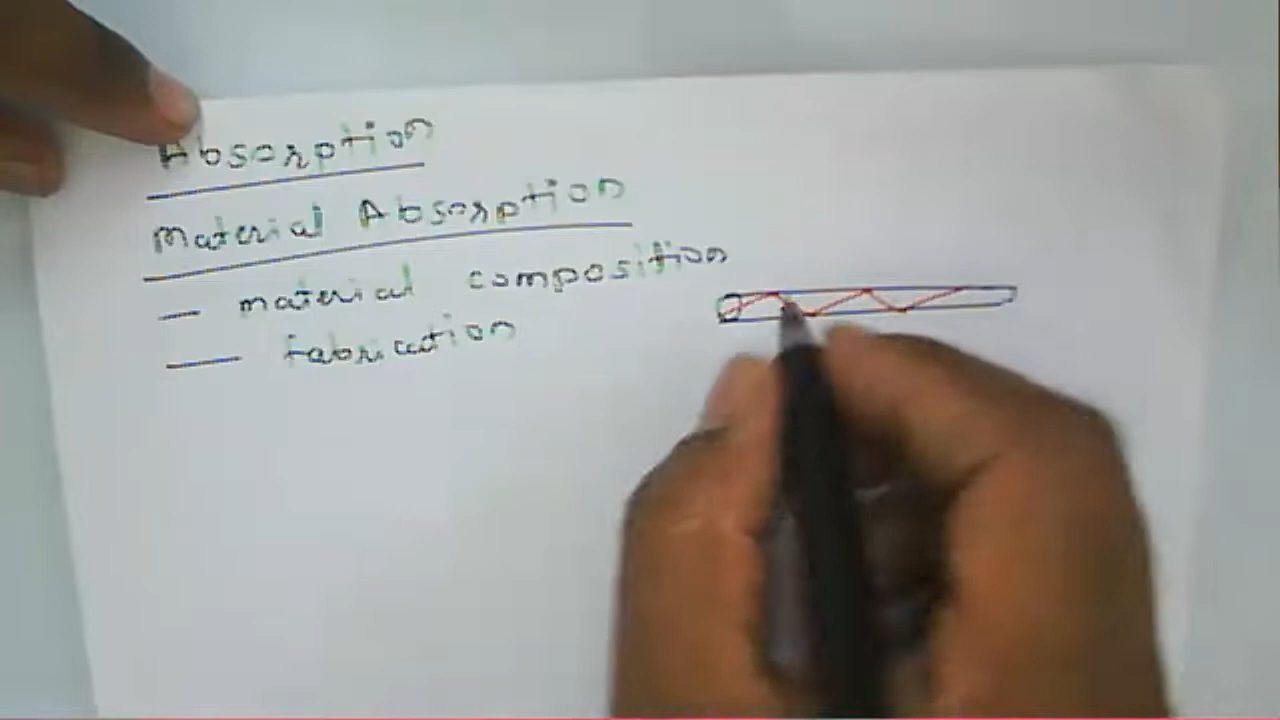 Absorption
Material Absorption
— material composition
— fabrication